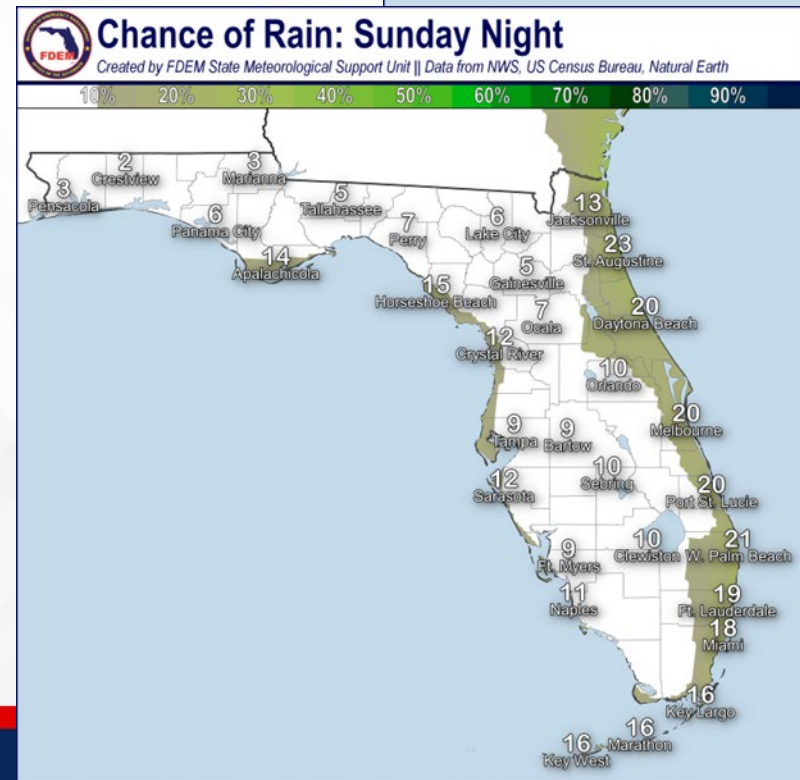 FDEM
Chance of Rain: Sunday Night
Created by FDEM State Meteorological Support Unit || Data from NWS, US Census Bureau, Natural Earth
10% 20% 30% 40% 50% 60% 70% 80% 90%
2
Crestview
3
Marianna
3
Pensacola
5
Tallahassee
6
Panama City
7
Perry
6
Lake City
13
Jacksonville
14
Apalachicola
23
St. Augustine
5
Gainesville
15
Horseshoe Beach
7
Ocala
20
Daytona Beach
12
Crystal River
10
Orlando
9
Tampa
9
Bartow
20
Melbourne
12
Sarasota
10
Sebring
20
Port St. Lucie
9
Ft. Myers
10
Clewiston
21
W. Palm Beach
11
Naples
19
Ft. Lauderdale
18
Miami
16
Key Largo
16
Marathon
16
Key West